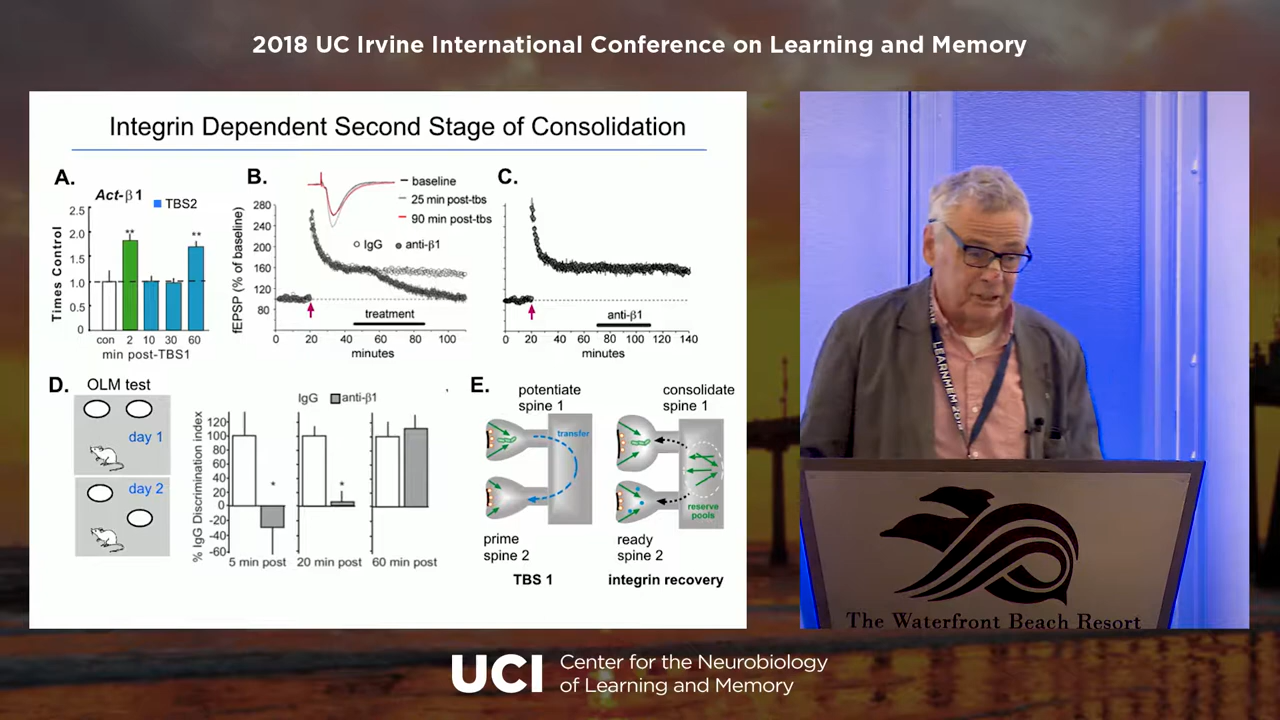 2018 UC Irvine International Conference on Learning and Memory
Integrin Dependent Second Stage of Consolidation
A.
Act-β1
TBS2
Times Control
2.5
2.0
1.5
1.0
0.5
0
**
**
con 2 10 30 60
min post-TBS1
B.
baseline
25 min post-tbs
90 min post-tbs
IgG anti-β1
fEPSP (% of baseline)
280
240
200
160
120
80
treatment
0 20 40 60 80 100
minutes
C.
anti-β1
0 20 40 60 80 100 120 140
minutes
D.
OLM test
day 1
day 2
IgG anti-β1
% IgG Discrimination index
120
100
80
60
40
20
0
-20
-40
-60
*
*
5 min post 20 min post 60 min post
E.
potentiate
spine 1
consolidate
spine 1
transfer
reserve
pools
prime
spine 2
ready
spine 2
TBS 1
integrin recovery
LEARNMEM 2018
The Waterfront Beach Resort
UCI
Center for the Neurobiology
of Learning and Memory